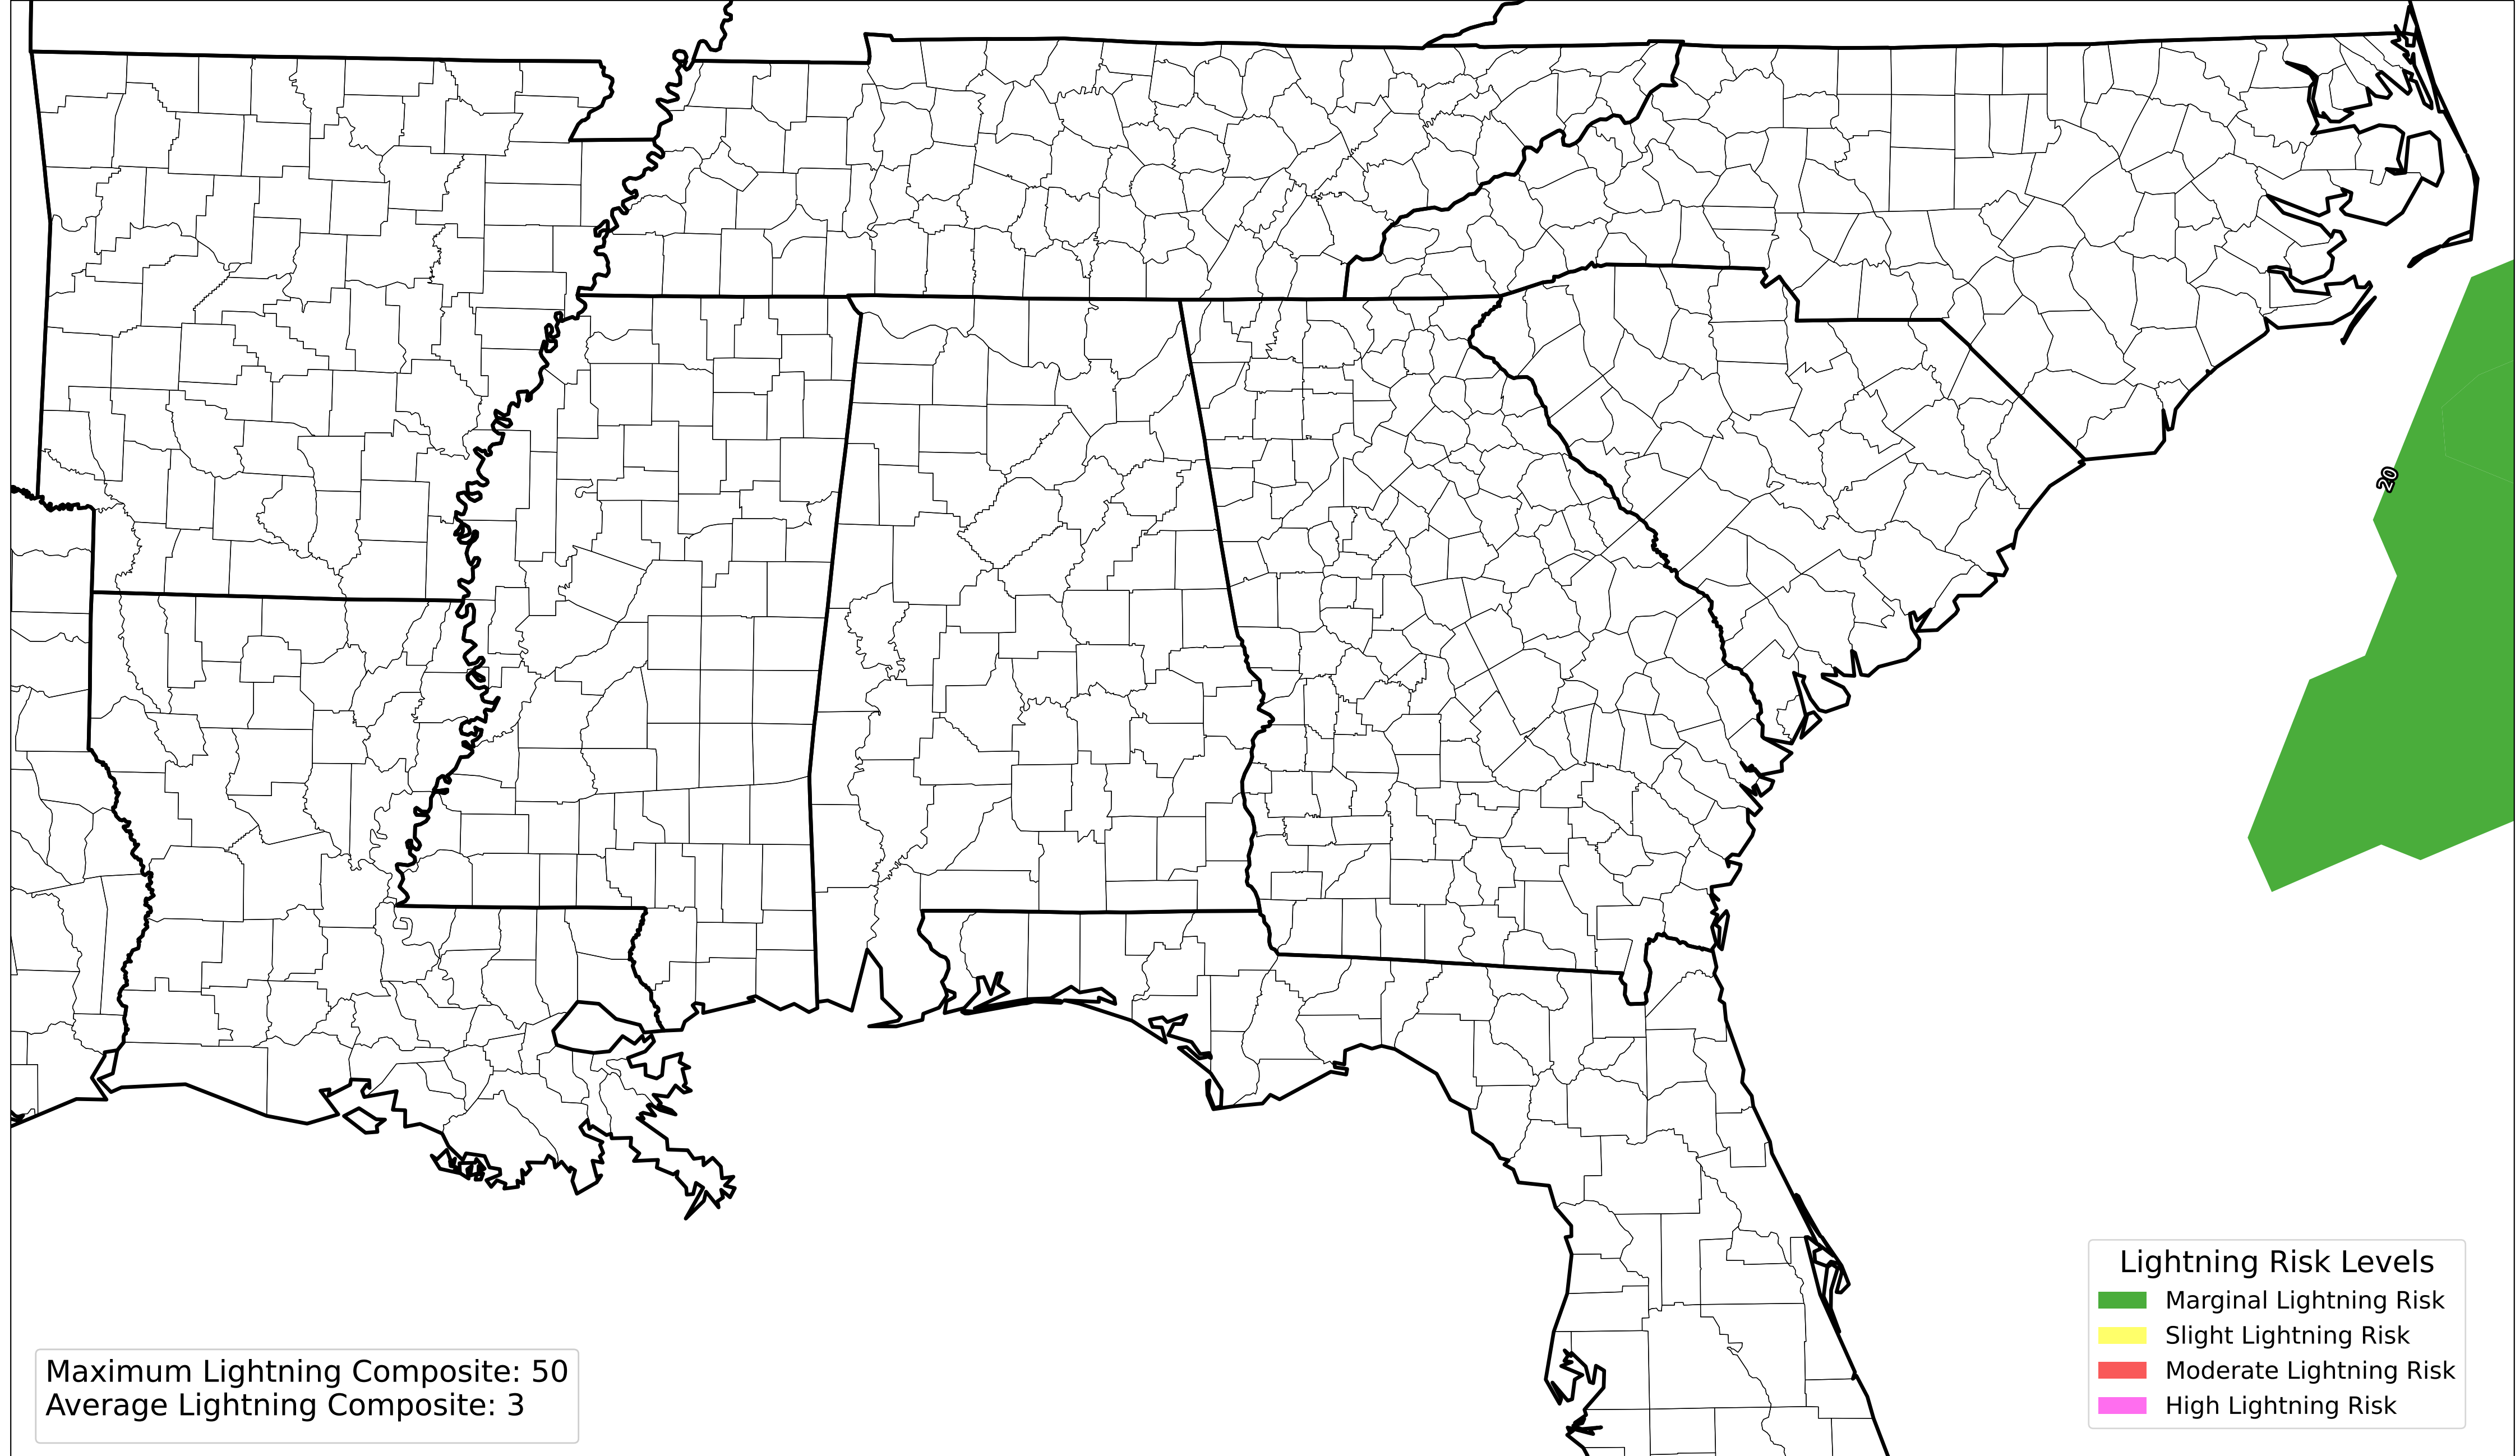 20
Lightning Risk Levels
Marginal Lightning Risk
Slight Lightning Risk
Moderate Lightning Risk
High Lightning Risk
Maximum Lightning Composite: 50
Average Lightning Composite: 3